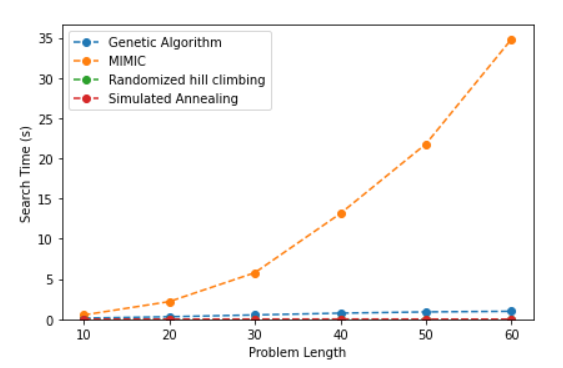 35
30
25
20
15
10
5
0
Search Time (s)
Genetic Algorithm
MIMIC
Randomized hill climbing
Simulated Annealing
10 20 30 40 50 60
Problem Length